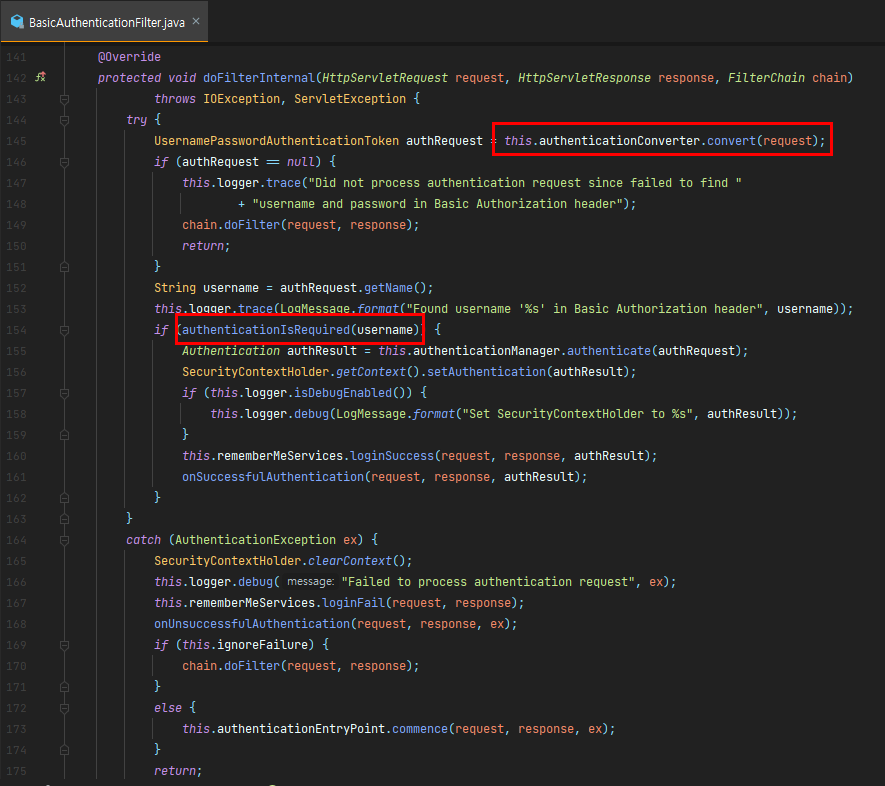 BasicAuthenticationFilter.java ×
141 @Override
142 protected void doFilterInternal(HttpServletRequest request, HttpServletResponse response, FilterChain chain)
143 throws IOException, ServletException {
144 try {
145 UsernamePasswordAuthenticationToken authRequest = this.authenticationConverter.convert(request);
146 if (authRequest == null) {
147 this.logger.trace("Did not process authentication request since failed to find "
148 + "username and password in Basic Authorization header");
149 chain.doFilter(request, response);
150 return;
151 }
152 String username = authRequest.getName();
153 this.logger.trace(LogMessage.format("Found username '%s' in Basic Authorization header", username));
154 if (authenticationIsRequired(username)) {
155 Authentication authResult = this.authenticationManager.authenticate(authRequest);
156 SecurityContextHolder.getContext().setAuthentication(authResult);
157 if (this.logger.isDebugEnabled()) {
158 this.logger.debug(LogMessage.format("Set SecurityContextHolder to %s", authResult));
159 }
160 this.rememberMeServices.loginSuccess(request, response, authResult);
161 onSuccessfulAuthentication(request, response, authResult);
162 }
163 }
164 catch (AuthenticationException ex) {
165 SecurityContextHolder.clearContext();
166 this.logger.debug( message: "Failed to process authentication request", ex);
167 this.rememberMeServices.loginFail(request, response);
168 onUnsuccessfulAuthentication(request, response, ex);
169 if (this.ignoreFailure) {
170 chain.doFilter(request, response);
171 }
172 else {
173 this.authenticationEntryPoint.commence(request, response, ex);
174 }
175 return;